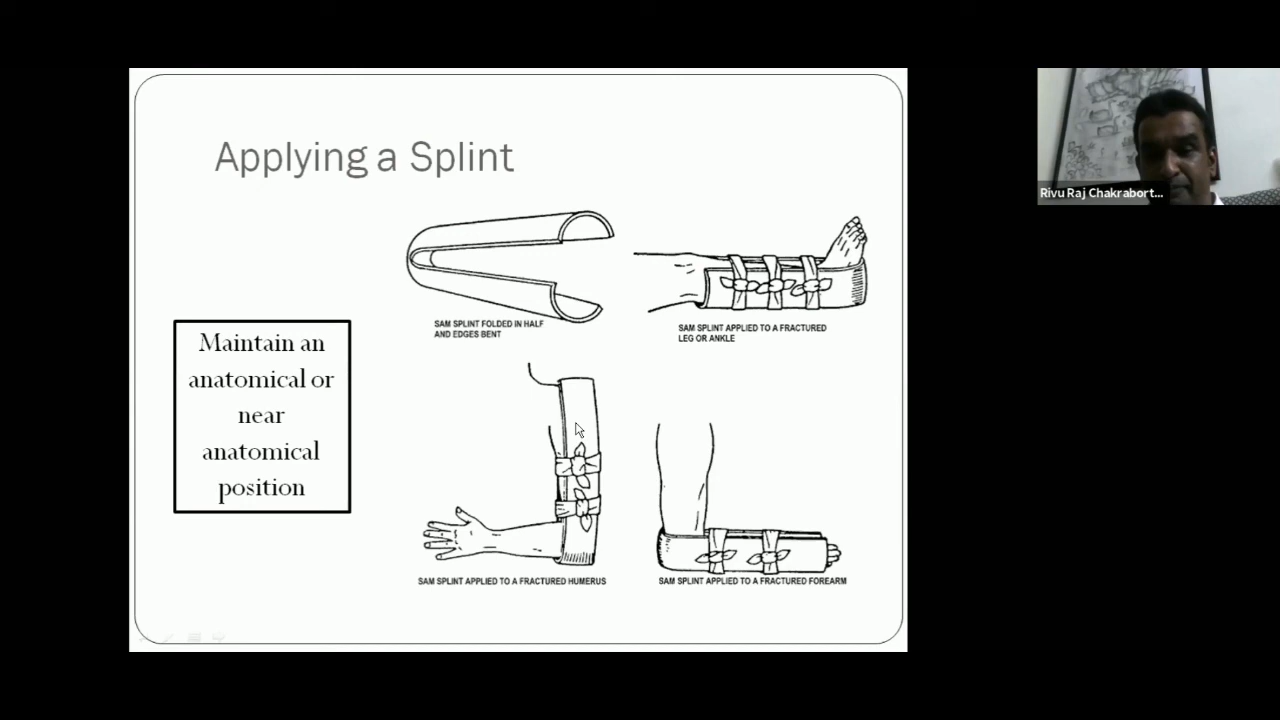 Applying a Splint
Maintain an
anatomical or
near
anatomical
position
SAM SPLINT FOLDED IN HALF
AND EDGES BENT
SAM SPLINT APPLIED TO A FRACTURED
LEG OR ANKLE
SAM SPLINT APPLIED TO A FRACTURED HUMERUS
SAM SPLINT APPLIED TO A FRACTURED FOREARM
Rivu Raj Chakrabort...